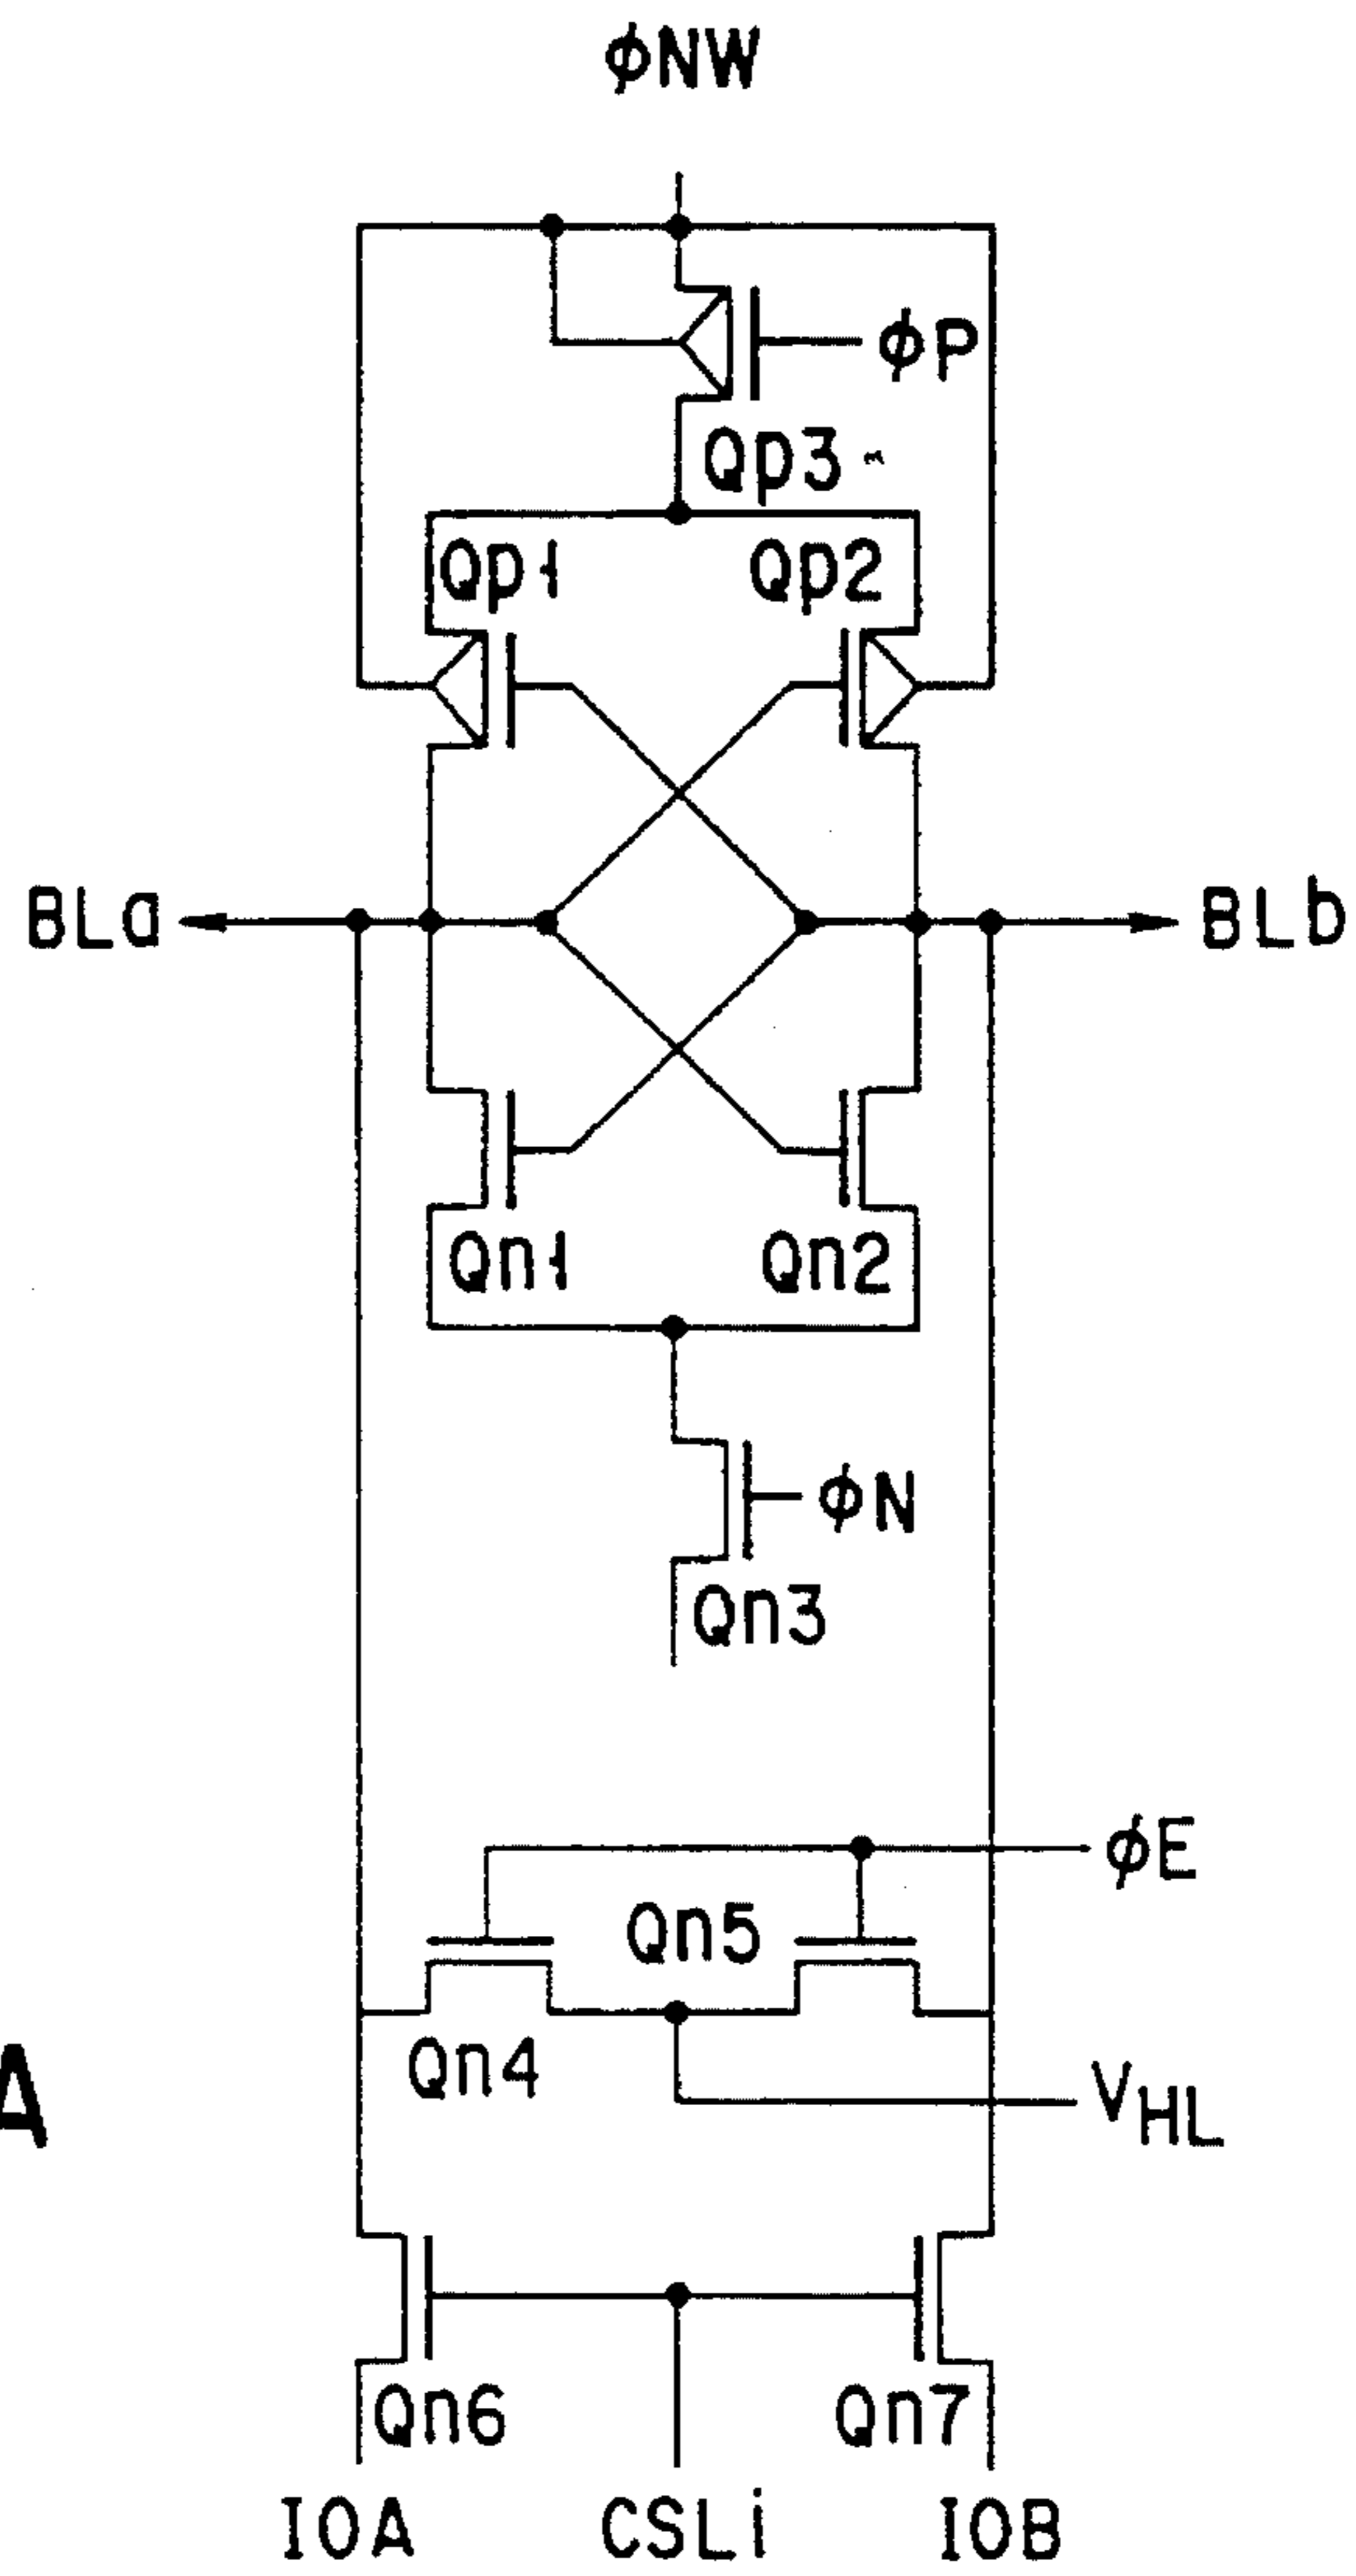 ϕNW
ϕP
Qp3
Qp1 Qp2
BLa BLb
Qn1 Qn2
ϕN
Qn3
ϕE
Qn5
Qn4
VHL
A
Qn6 Qn7
IOA CSLi IOB